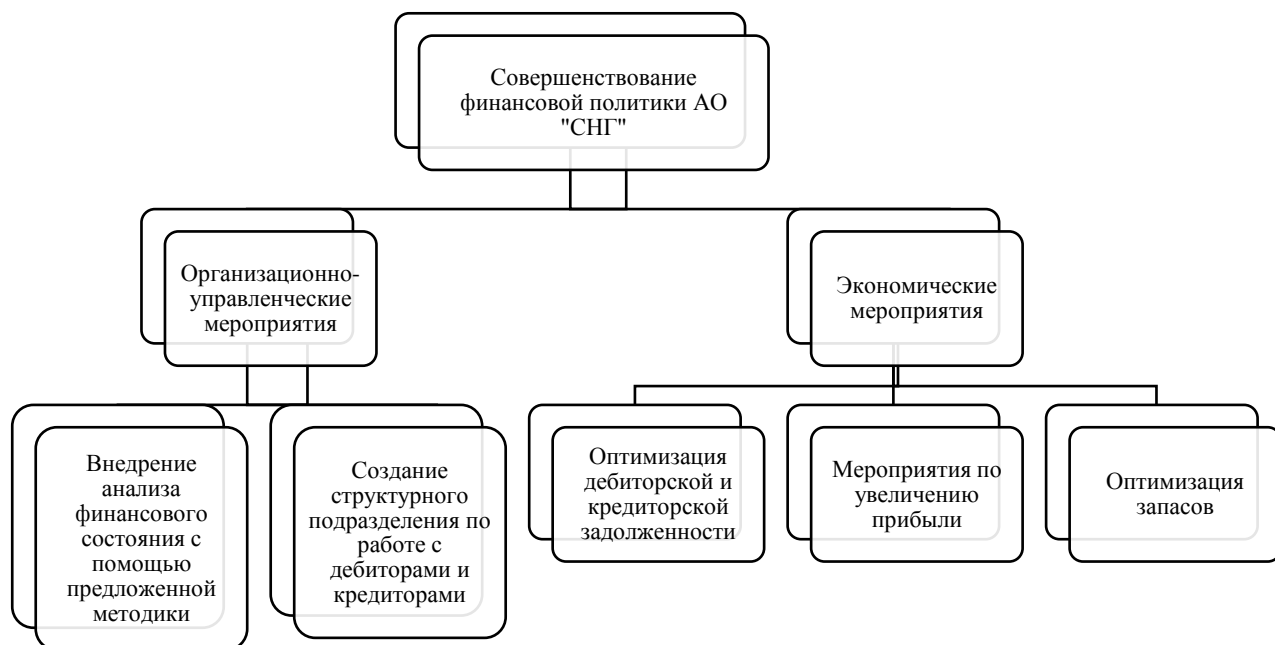 Совершенствование
финансовой политики АО
"СНГ"
Организационно-
управленческие
мероприятия
Экономические
мероприятия
Внедрение
анализа
финансового
состояния с
помощью
предложенной
методики
Создание
структурного
подразделения по
работе с
дебиторами и
кредиторами
Оптимизация
дебиторской и
кредиторской
задолженности
Мероприятия по
увеличению
прибыли
Оптимизация
запасов